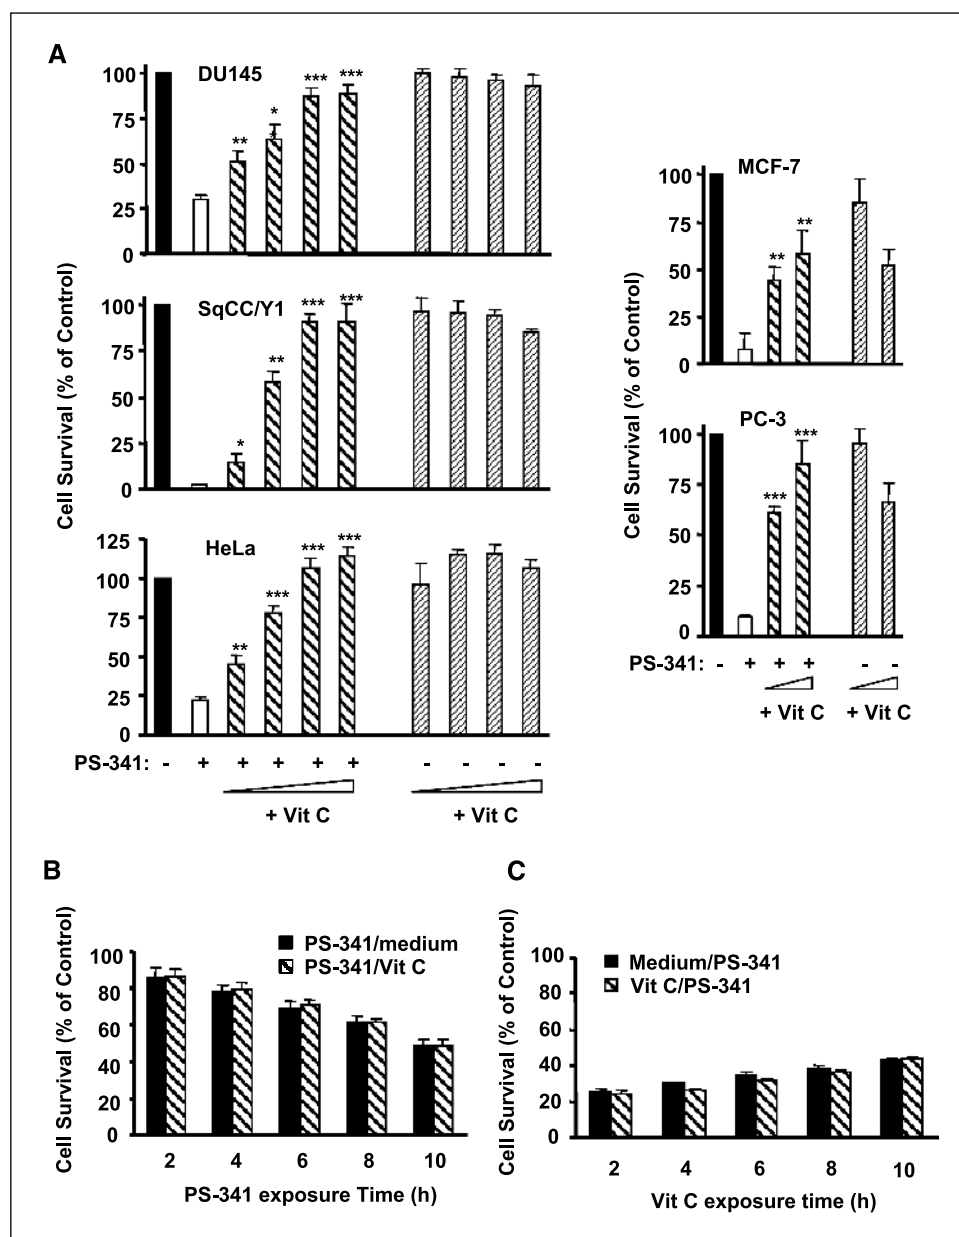 A
Cell Survival (% of Control)
DU145
100
75
50
25
0
**
*
***
***
SqCC/Y1
100
75
50
25
0
*
**
***
***
HeLa
125
100
75
50
25
0
**
***
***
***
PS-341: - + + + + + - - - -
+ Vit C + Vit C
Cell Survival (% of Control)
MCF-7
100
75
50
25
0
**
**
PC-3
100
75
50
25
0
***
***
PS-341: - + + + - -
+ Vit C + Vit C
B
Cell Survival (% of Control)
PS-341/medium
PS-341/Vit C
100
80
60
40
20
0
2 4 6 8 10
PS-341 exposure Time (h)
C
Cell Survival (% of Control)
Medium/PS-341
Vit C/PS-341
100
80
60
40
20
0
2 4 6 8 10
Vit C exposure time (h)